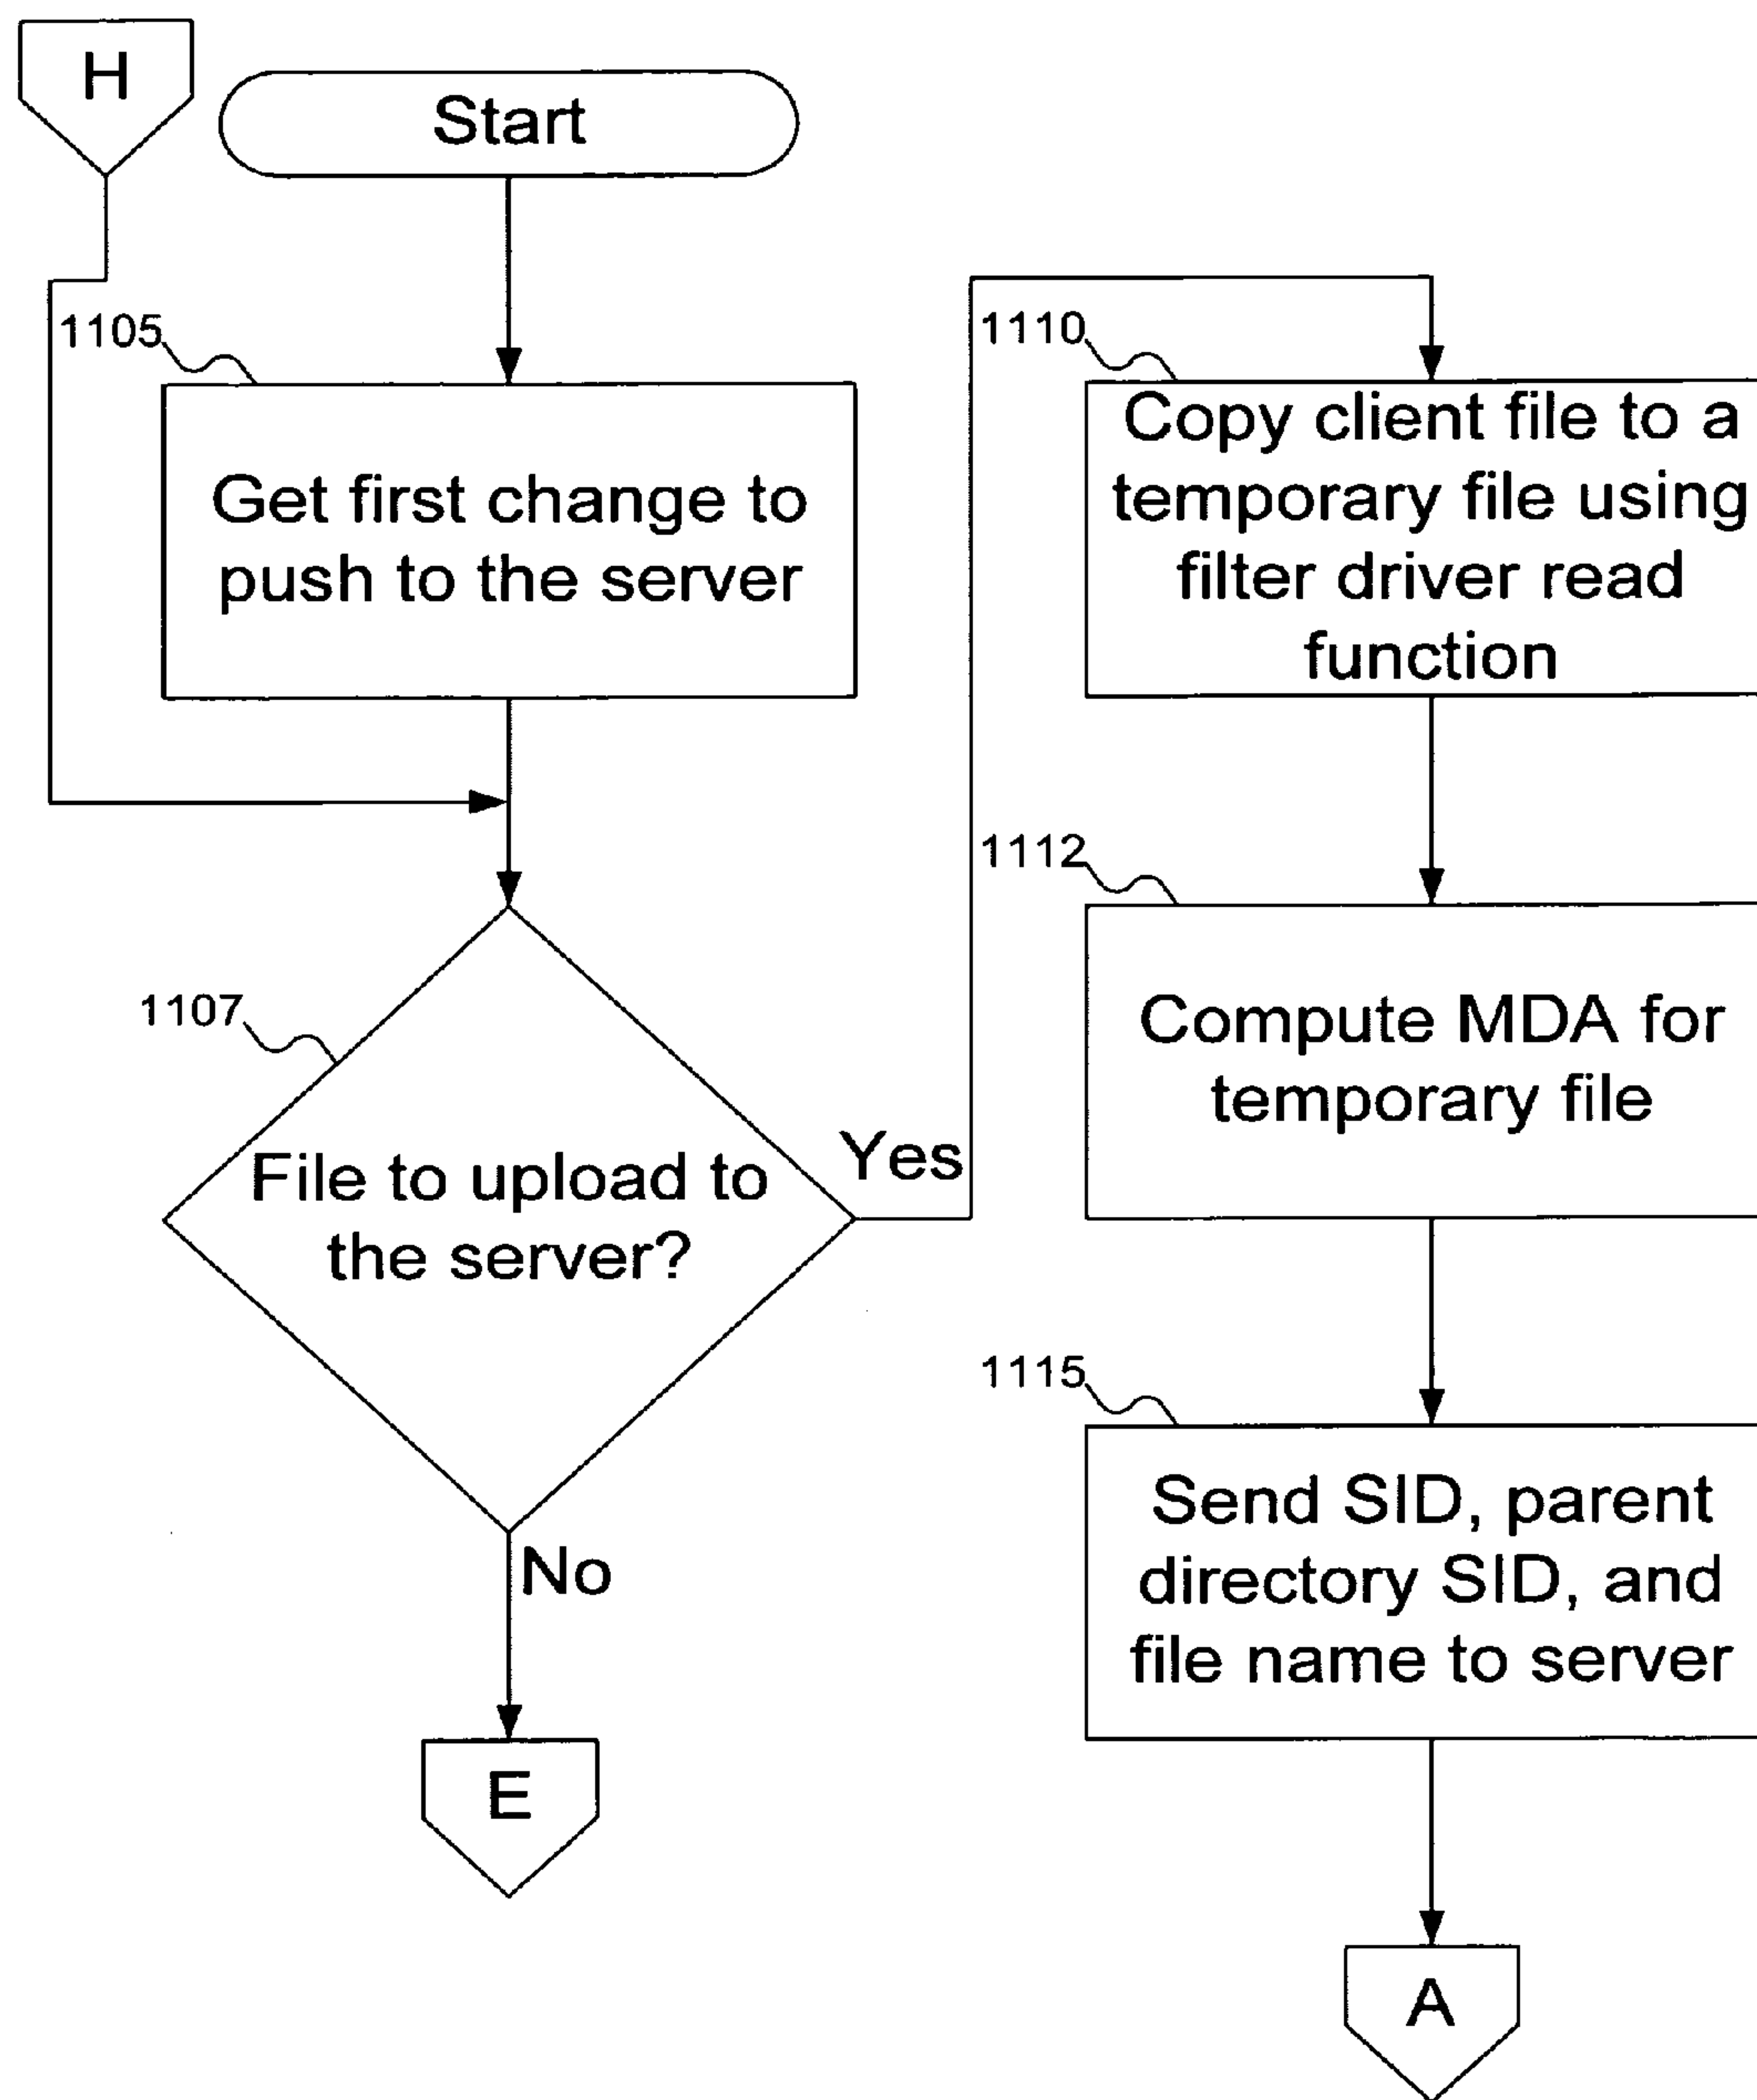 H
Start
1105
Get first change to
push to the server
1107
File to upload to
the server?
Yes
No
E
1110
Copy client file to a
temporary file using
filter driver read
function
1112
Compute MDA for
temporary file
1115
Send SID, parent
directory SID, and
file name to server
A